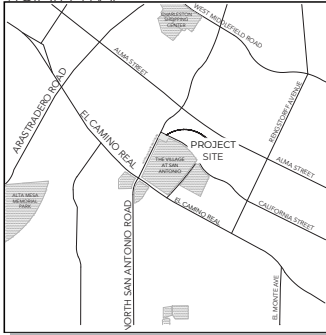 CHARLESTON
SHOPPING
CENTER
WEST MIDDLEFIELD ROAD
ALMA STREET
ARASTRADERO ROAD
RENGSTORFF AVENUE
EL CAMINO REAL
PROJECT
SITE
THE VILLAGE
AT SAN
ANTONIO
ALMA STREET
ALTA MESA
MEMORIAL
PARK
EL CAMINO REAL
CALIFORNIA STREET
NORTH SAN ANTONIO ROAD
EL MONTE AVE